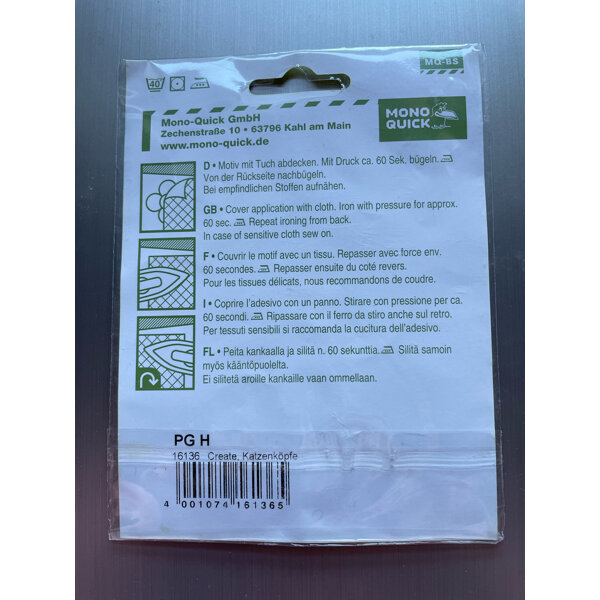 MQ-BS
40
Mono-Quick GmbH
Zechenstraße 10 • 63796 Kahl am Main
www.mono-quick.de
MONO
QUICK
D • Motiv mit Tuch abdecken. Mit Druck ca. 60 Sek. bügeln.
Von der Rückseite nachbügeln.
Bei empfindlichen Stoffen aufnähen.
GB • Cover application with cloth. Iron with pressure for approx.
60 sec. Repeat ironing from back.
In case of sensitive cloth sew on.
F • Couvrir le motif avec un tissu. Repasser avec force env.
60 secondes. Repasser ensuite du coté revers.
Pour les tissues délicats, nous recommandons de coudre.
I • Coprire l'adesivo con un panno. Stirare con pressione per ca.
60 secondi. Ripassare con il ferro da stiro anche sul retro.
Per tessuti sensibili si raccomanda la cucitura dell'adesivo.
FL • Peita kankaalla ja silitä n. 60 sekunttia. Silitä samoin
myös kääntöpuolelta.
Ei silitetä aroille kankaille vaan ommellaan.
PG H
16136 Create, Katzenköpfe
4 001074 161365